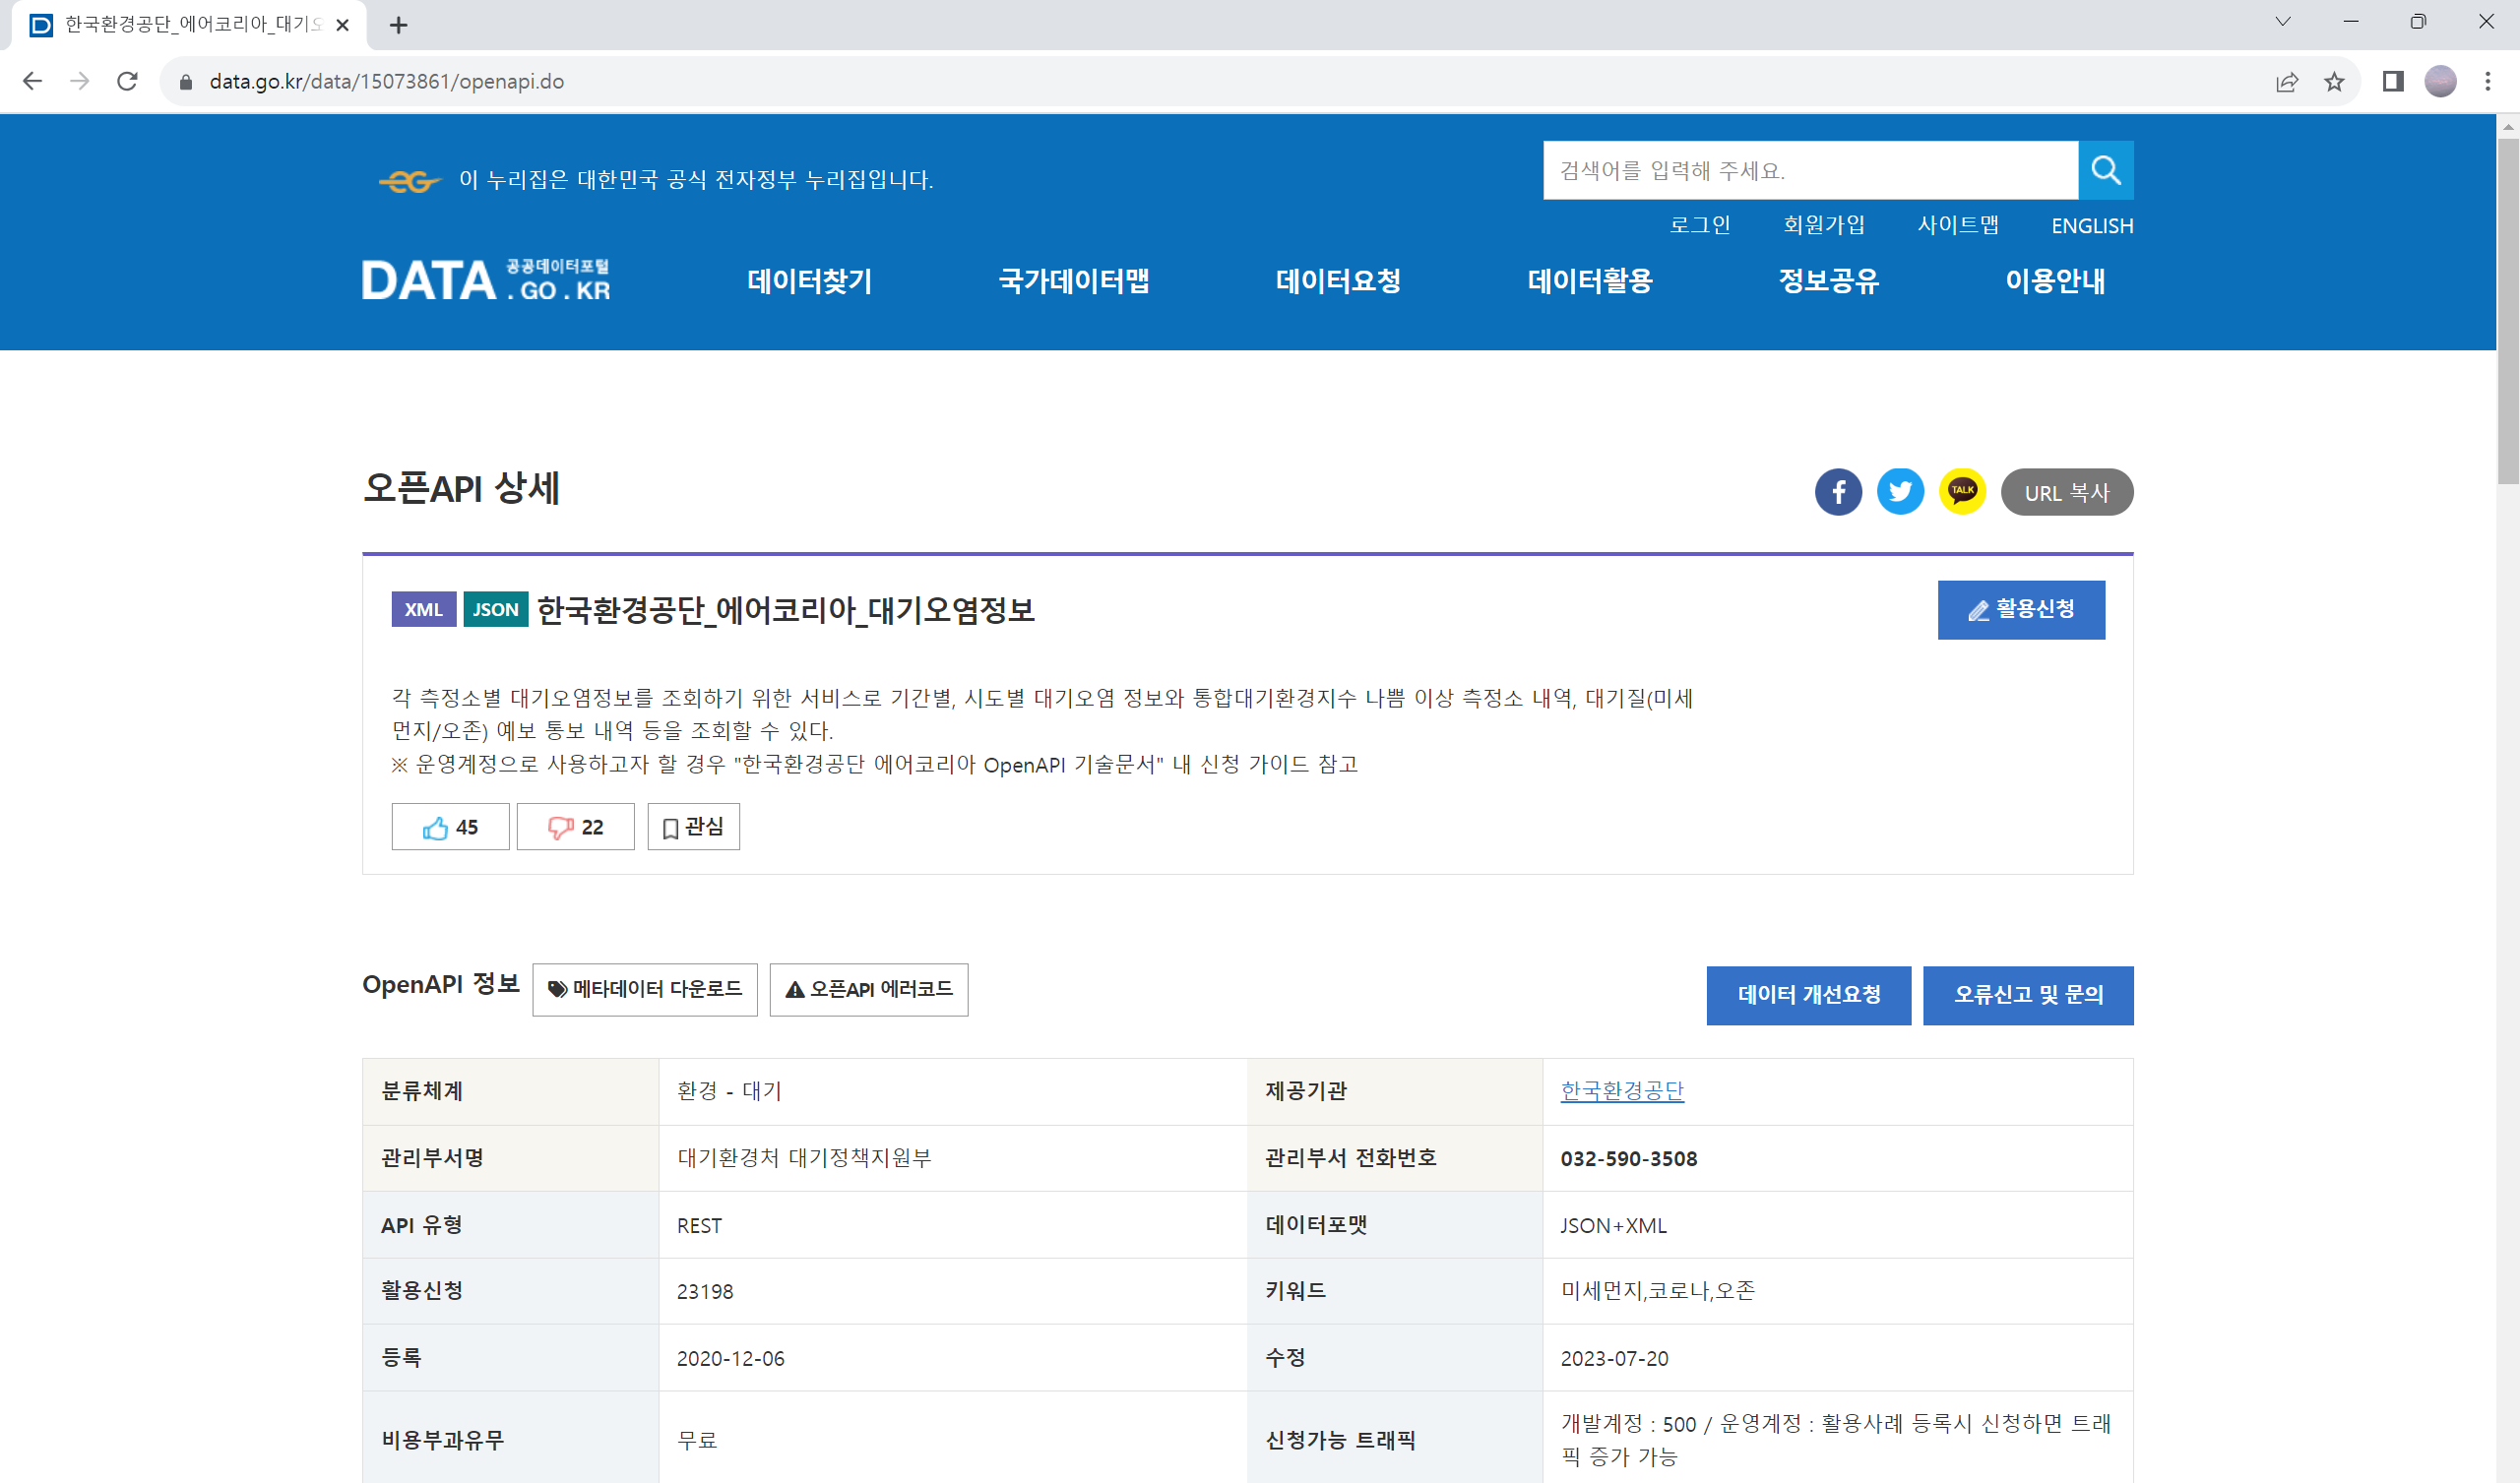 한국환경공단_에어코리아_대기오
data.go.kr/data/15073861/openapi.do
이 누리집은 대한민국 공식 전자정부 누리집입니다.
검색어를 입력해 주세요.
로그인 회원가입 사이트맵 ENGLISH
DATA 공공데이터포털 .GO.KR
데이터찾기 국가데이터맵 데이터요청 데이터활용 정보공유 이용안내
오픈API 상세
TALK
URL 복사
XML JSON 한국환경공단_에어코리아_대기오염정보
활용신청
각 측정소별 대기오염정보를 조회하기 위한 서비스로 기간별, 시도별 대기오염 정보와 통합대기환경지수 나쁨 이상 측정소 내역, 대기질(미세
먼지/오존) 예보 통보 내역 등을 조회할 수 있다.
※ 운영계정으로 사용하고자 할 경우 "한국환경공단 에어코리아 OpenAPI 기술문서" 내 신청 가이드 참고
45 22 관심
OpenAPI 정보 메타데이터 다운로드 오픈API 에러코드
데이터 개선요청 오류신고 및 문의
분류체계 환경 - 대기 제공기관 한국환경공단
관리부서명 대기환경처 대기정책지원부 관리부서 전화번호 032-590-3508
API 유형 REST 데이터포맷 JSON+XML
활용신청 23198 키워드 미세먼지,코로나,오존
등록 2020-12-06 수정 2023-07-20
비용부과유무 무료 신청가능 트래픽 개발계정 : 500 / 운영계정 : 활용사례 등록시 신청하면 트래
픽 증가 가능